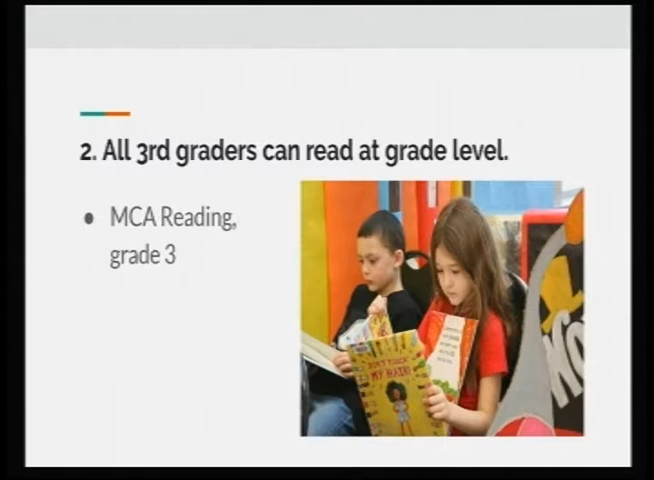 2. All 3rd graders can read at grade level.
● MCA Reading,
grade 3
DON'T TOUCH
MY HAIR!